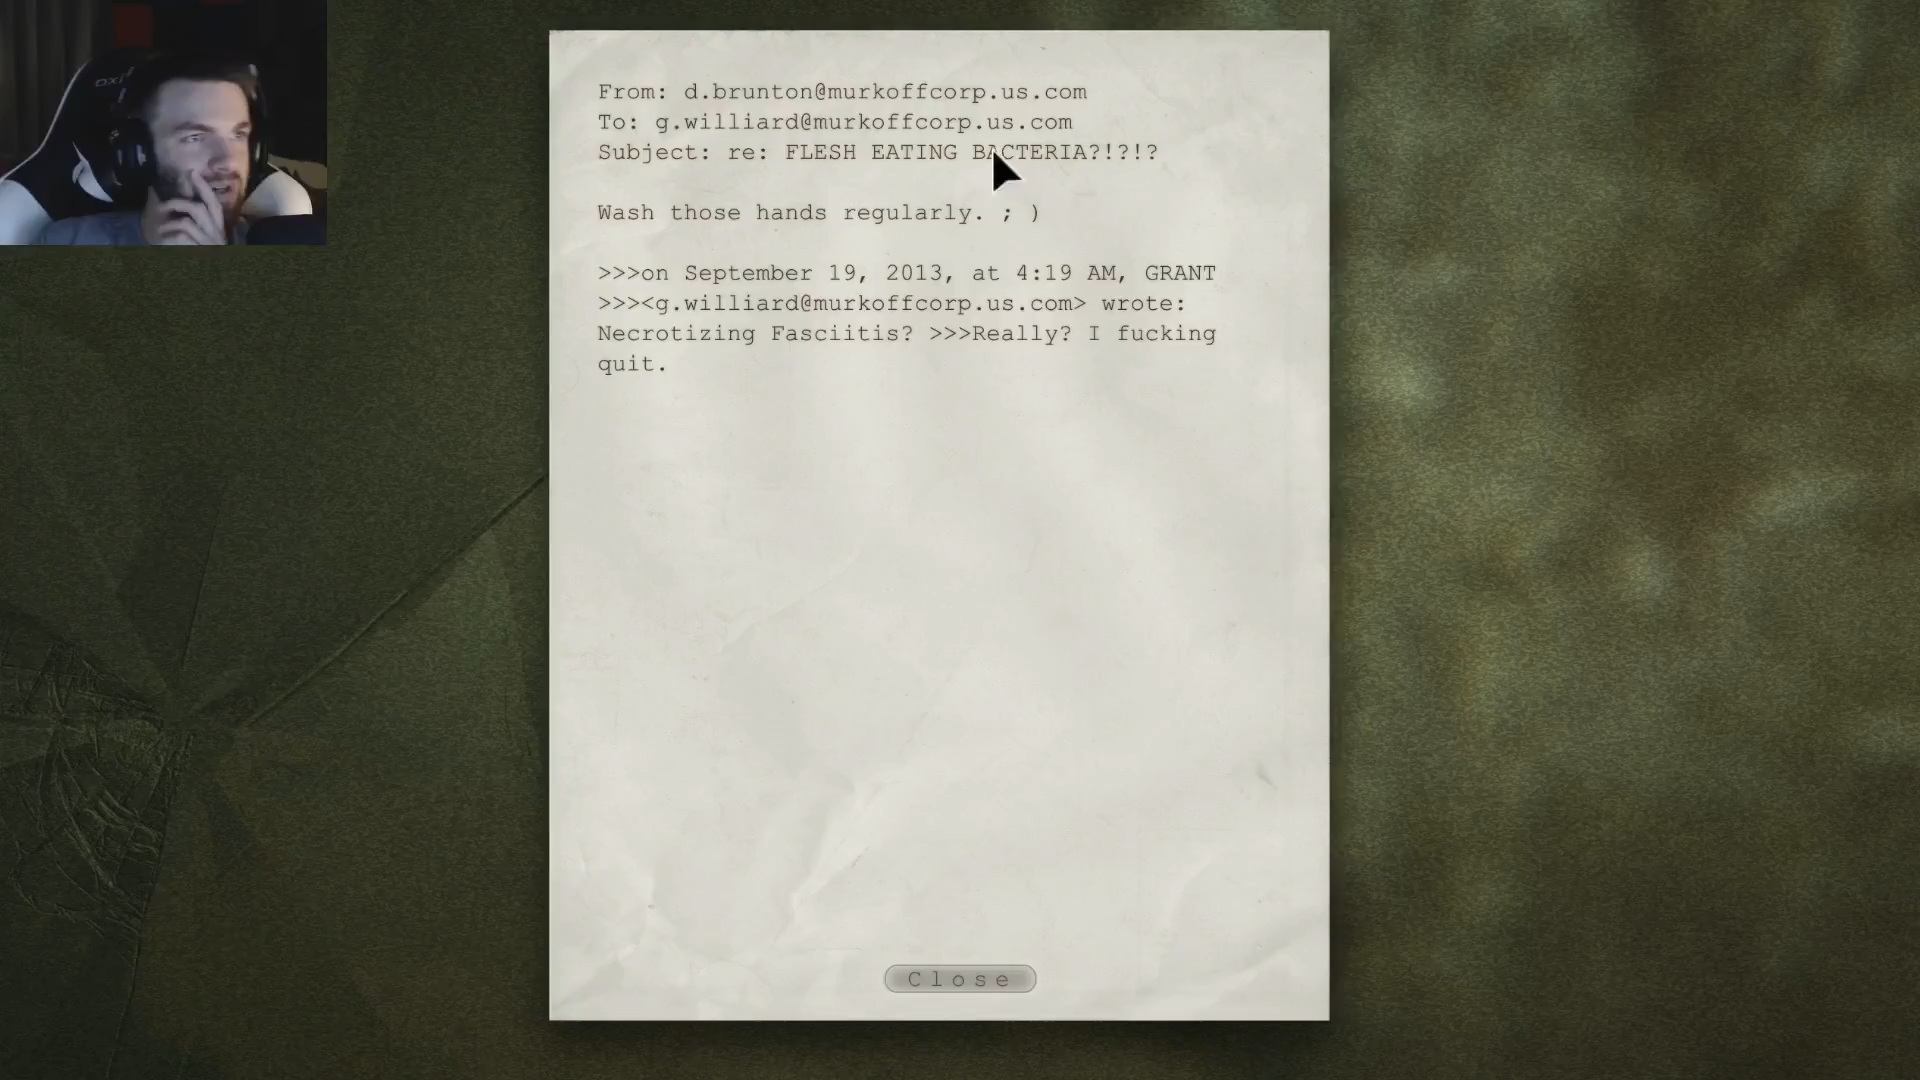 From: d.brunton@murkoffcorp.us.com
To: g.williard@murkoffcorp.us.com
Subject: re: FLESH EATING BACTERIA?!?!?
Wash those hands regularly. ; )
>>>on September 19, 2013, at 4:19 AM, GRANT
>>><g.williard@murkoffcorp.us.com> wrote:
Necrotizing Fasciitis? >>>Really? I fucking
quit.
Close